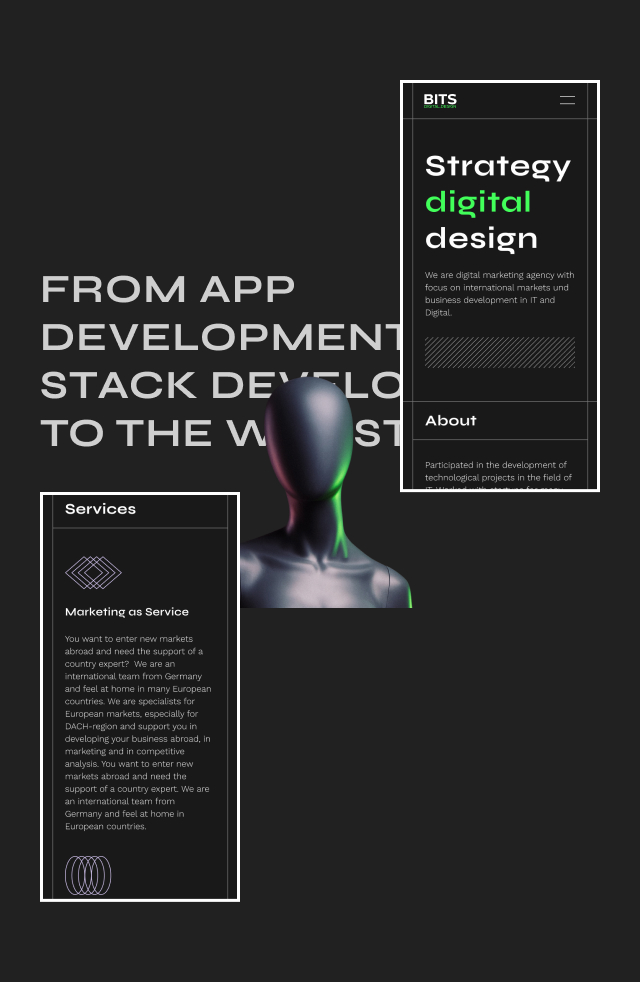 BITS
DIGITAL DESIGN
Strategy
digital
design
We are digital marketing agency with
focus on international markets und
business development in IT and
Digital.
About
Participated in the development of
technological projects in the field of
FROM APP
DEVELOPMENT
STACK DEVELO
TO THE W ST
Services
Marketing as Service
You want to enter new markets
abroad and need the support of a
country expert?  We are an
international team from Germany
and feel at home in many European
countries. We are specialists for
European markets, especially for
DACH-region and support you in
developing your business abroad, in
marketing and in competitive
analysis. You want to enter new
markets abroad and need the
support of a country expert. We are
an international team from
Germany and feel at home in
European countries.